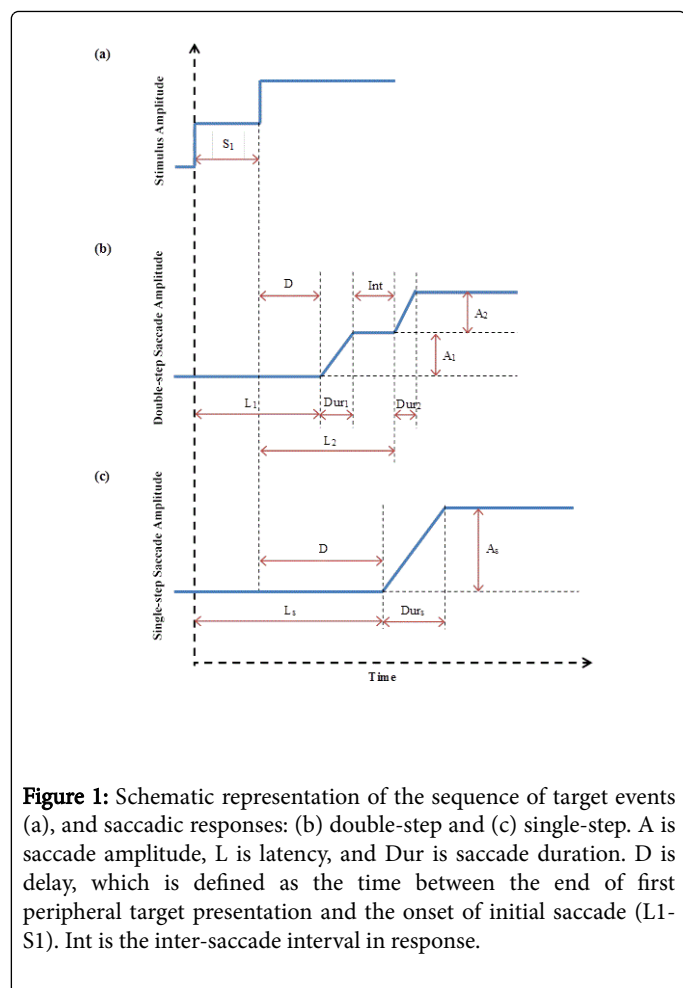 (a)
Stimulus Amplitude
S1
(b)
Double-step Saccade Amplitude
D
Int
A2
A1
L1
Dur1
Dur2
L2
(c)
Single-step Saccade Amplitude
D
As
Ls
Durs
Time
Figure 1: Schematic representation of the sequence of target events
(a), and saccadic responses: (b) double-step and (c) single-step. A is
saccade amplitude, L is latency, and Dur is saccade duration. D is
delay, which is defined as the time between the end of first
peripheral target presentation and the onset of initial saccade (L1-
S1). Int is the inter-saccade interval in response.